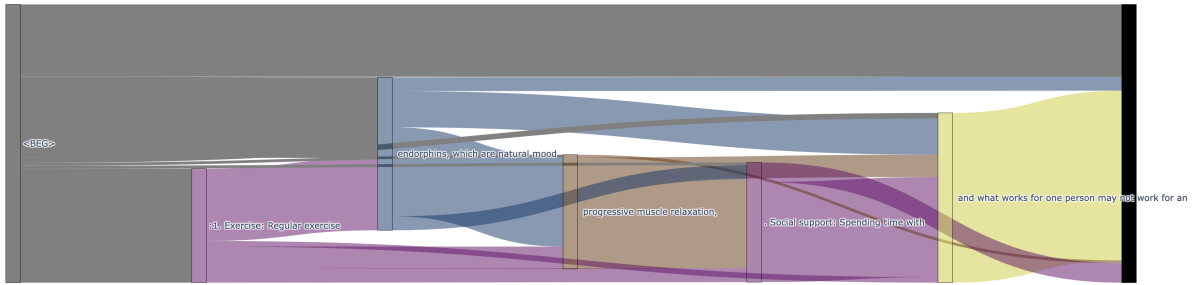 <BEG>
:1. Exercise: Regular exercise
endorphins, which are natural mood
progressive muscle relaxation,
. Social support: Spending time with
and what works for one person may not work for an